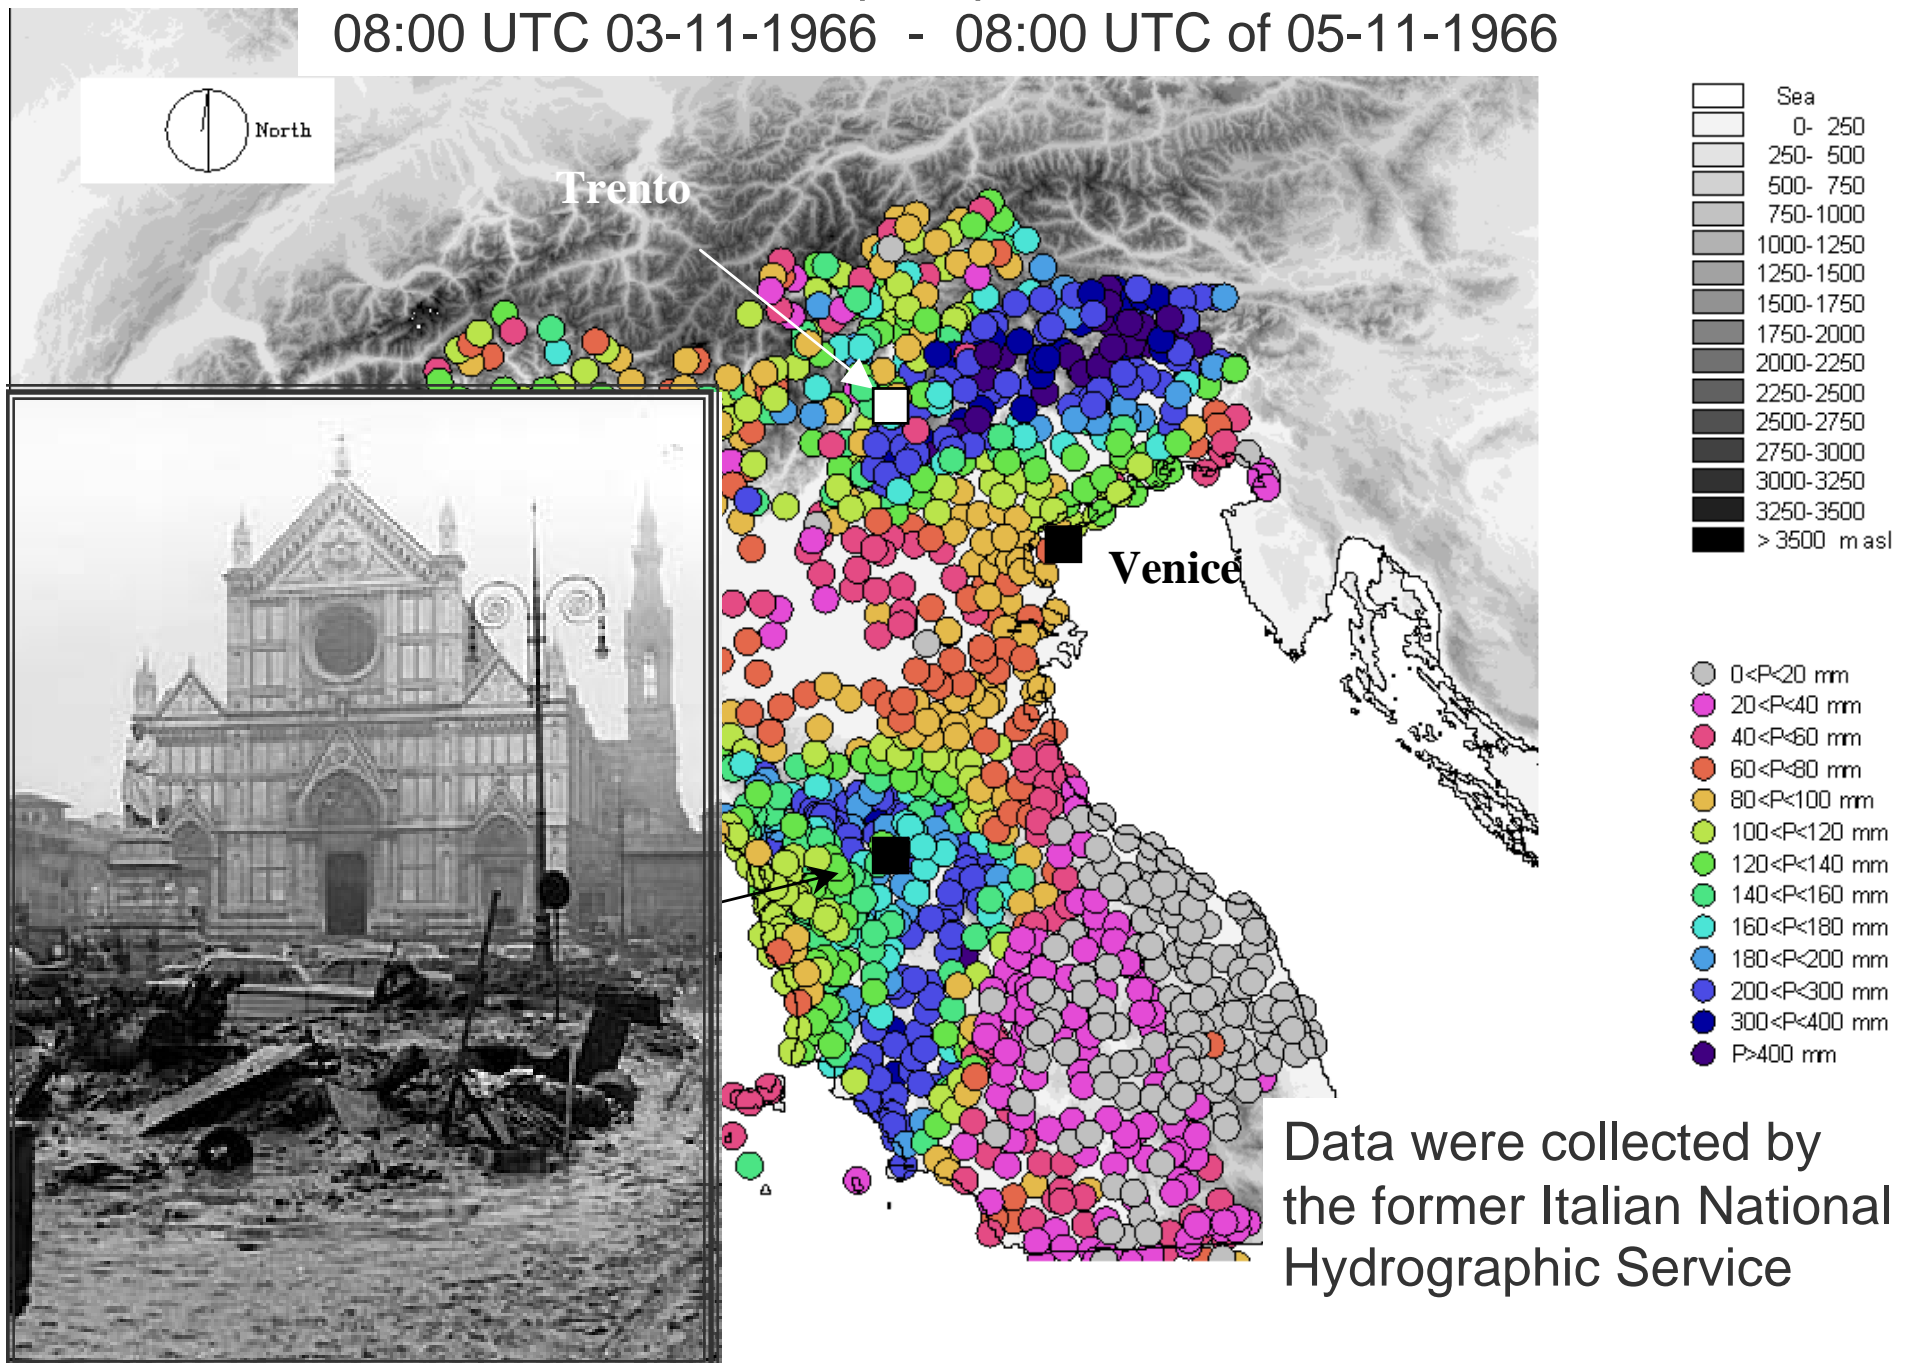 08:00 UTC 03-11-1966 - 08:00 UTC of 05-11-1966
North
Trento
Venice
Sea
0- 250
250- 500
500- 750
750-1000
1000-1250
1250-1500
1500-1750
1750-2000
2000-2250
2250-2500
2500-2750
2750-3000
3000-3250
3250-3500
> 3500 m asl
0<P<20 mm
20<P<40 mm
40<P<60 mm
60<P<80 mm
80<P<100 mm
100<P<120 mm
120<P<140 mm
140<P<160 mm
160<P<180 mm
180<P<200 mm
200<P<300 mm
300<P<400 mm
P>400 mm
Data were collected by
the former Italian National
Hydrographic Service